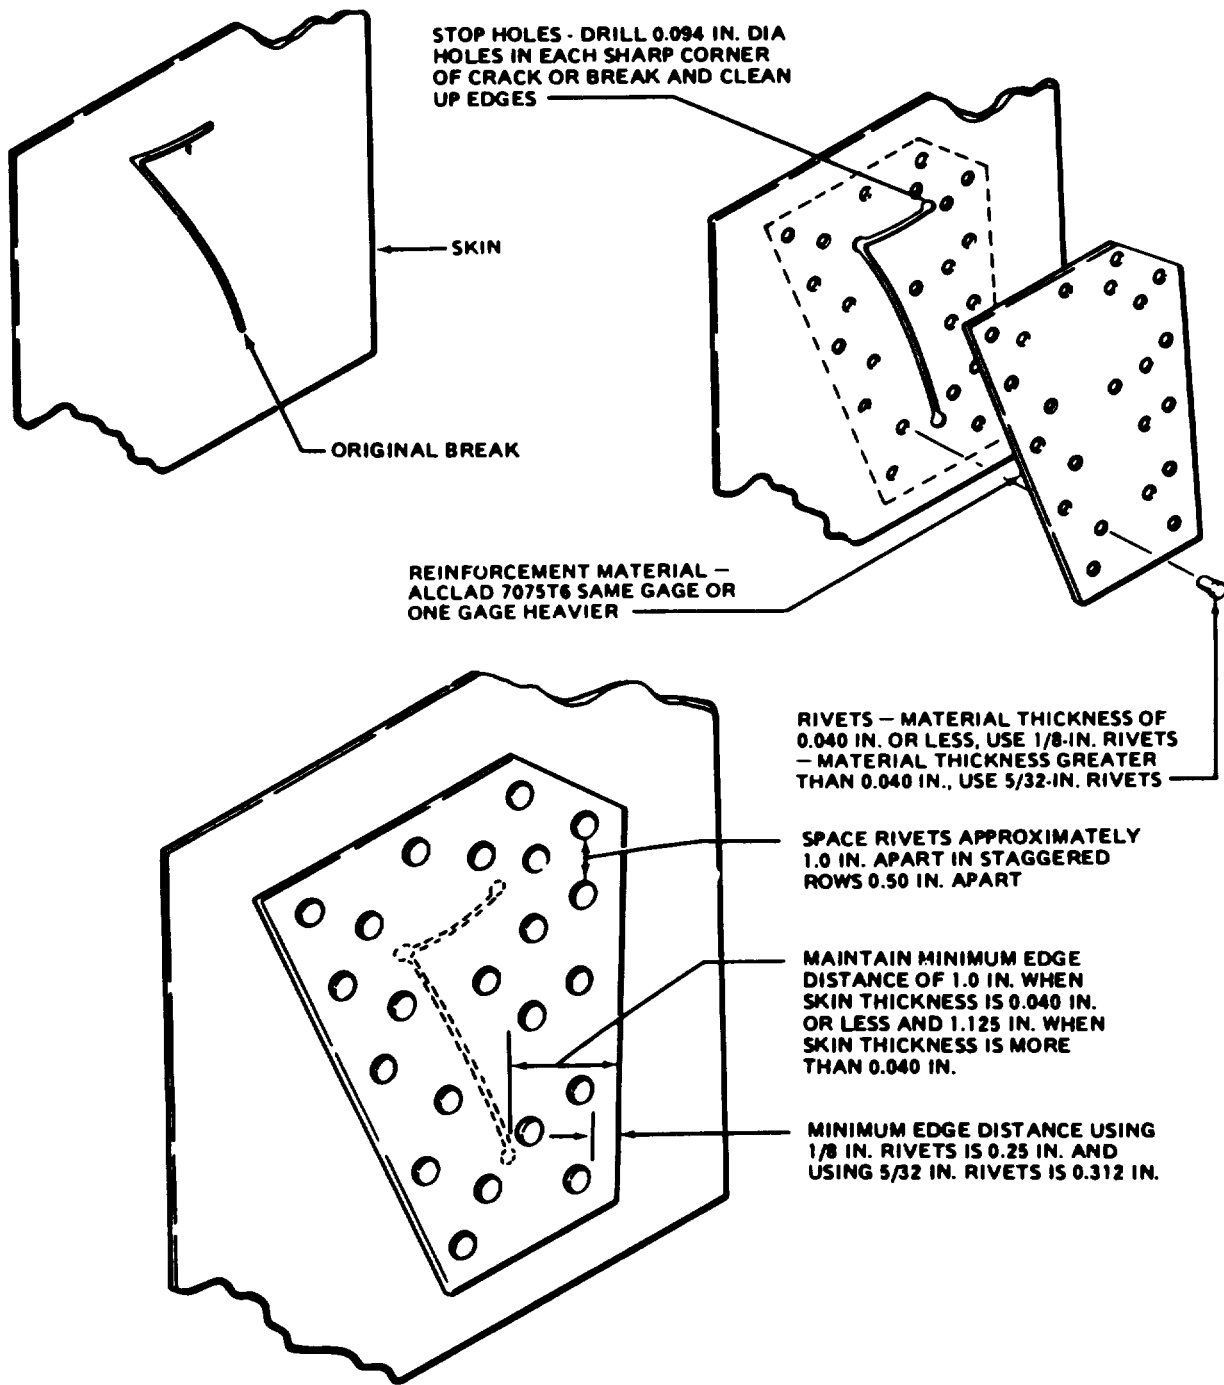 STOP HOLES - DRILL 0.094 IN. DIA
HOLES IN EACH SHARP CORNER
OF CRACK OR BREAK AND CLEAN
UP EDGES
SKIN
ORIGINAL BREAK
REINFORCEMENT MATERIAL –
ALCLAD 7075T6 SAME GAGE OR
ONE GAGE HEAVIER
RIVETS – MATERIAL THICKNESS OF
0.040 IN. OR LESS, USE 1/8-IN. RIVETS
– MATERIAL THICKNESS GREATER
THAN 0.040 IN., USE 5/32-IN. RIVETS
SPACE RIVETS APPROXIMATELY
1.0 IN. APART IN STAGGERED
ROWS 0.50 IN. APART
MAINTAIN MINIMUM EDGE
DISTANCE OF 1.0 IN. WHEN
SKIN THICKNESS IS 0.040 IN.
OR LESS AND 1.125 IN. WHEN
SKIN THICKNESS IS MORE
THAN 0.040 IN.
MINIMUM EDGE DISTANCE USING
1/8 IN. RIVETS IS 0.25 IN. AND
USING 5/32 IN. RIVETS IS 0.312 IN.